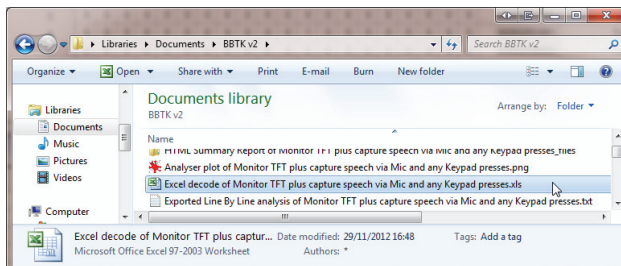 Libraries ▸ Documents ▸ BBTK v2 ▸
Search BBTK v2
Organize ▾ Open ▾ Share with ▾ Print E-mail Burn New folder
Libraries
Documents
Music
Pictures
Videos
Computer
Documents library
BBTK v2
Arrange by: Folder ▾
Name
HTML Summary Report of Monitor TFT plus capture speech via Mic and any Keypad presses_files
Analyser plot of Monitor TFT plus capture speech via Mic and any Keypad presses.png
Excel decode of Monitor TFT plus capture speech via Mic and any Keypad presses.xls
Exported Line By Line analysis of Monitor TFT plus capture speech via Mic and any Keypad presses.txt
Excel decode of Monitor TFT plus captur... Date modified: 29/11/2012 16:48 Tags: Add a tag
Microsoft Office Excel 97-2003 Worksheet Authors: *